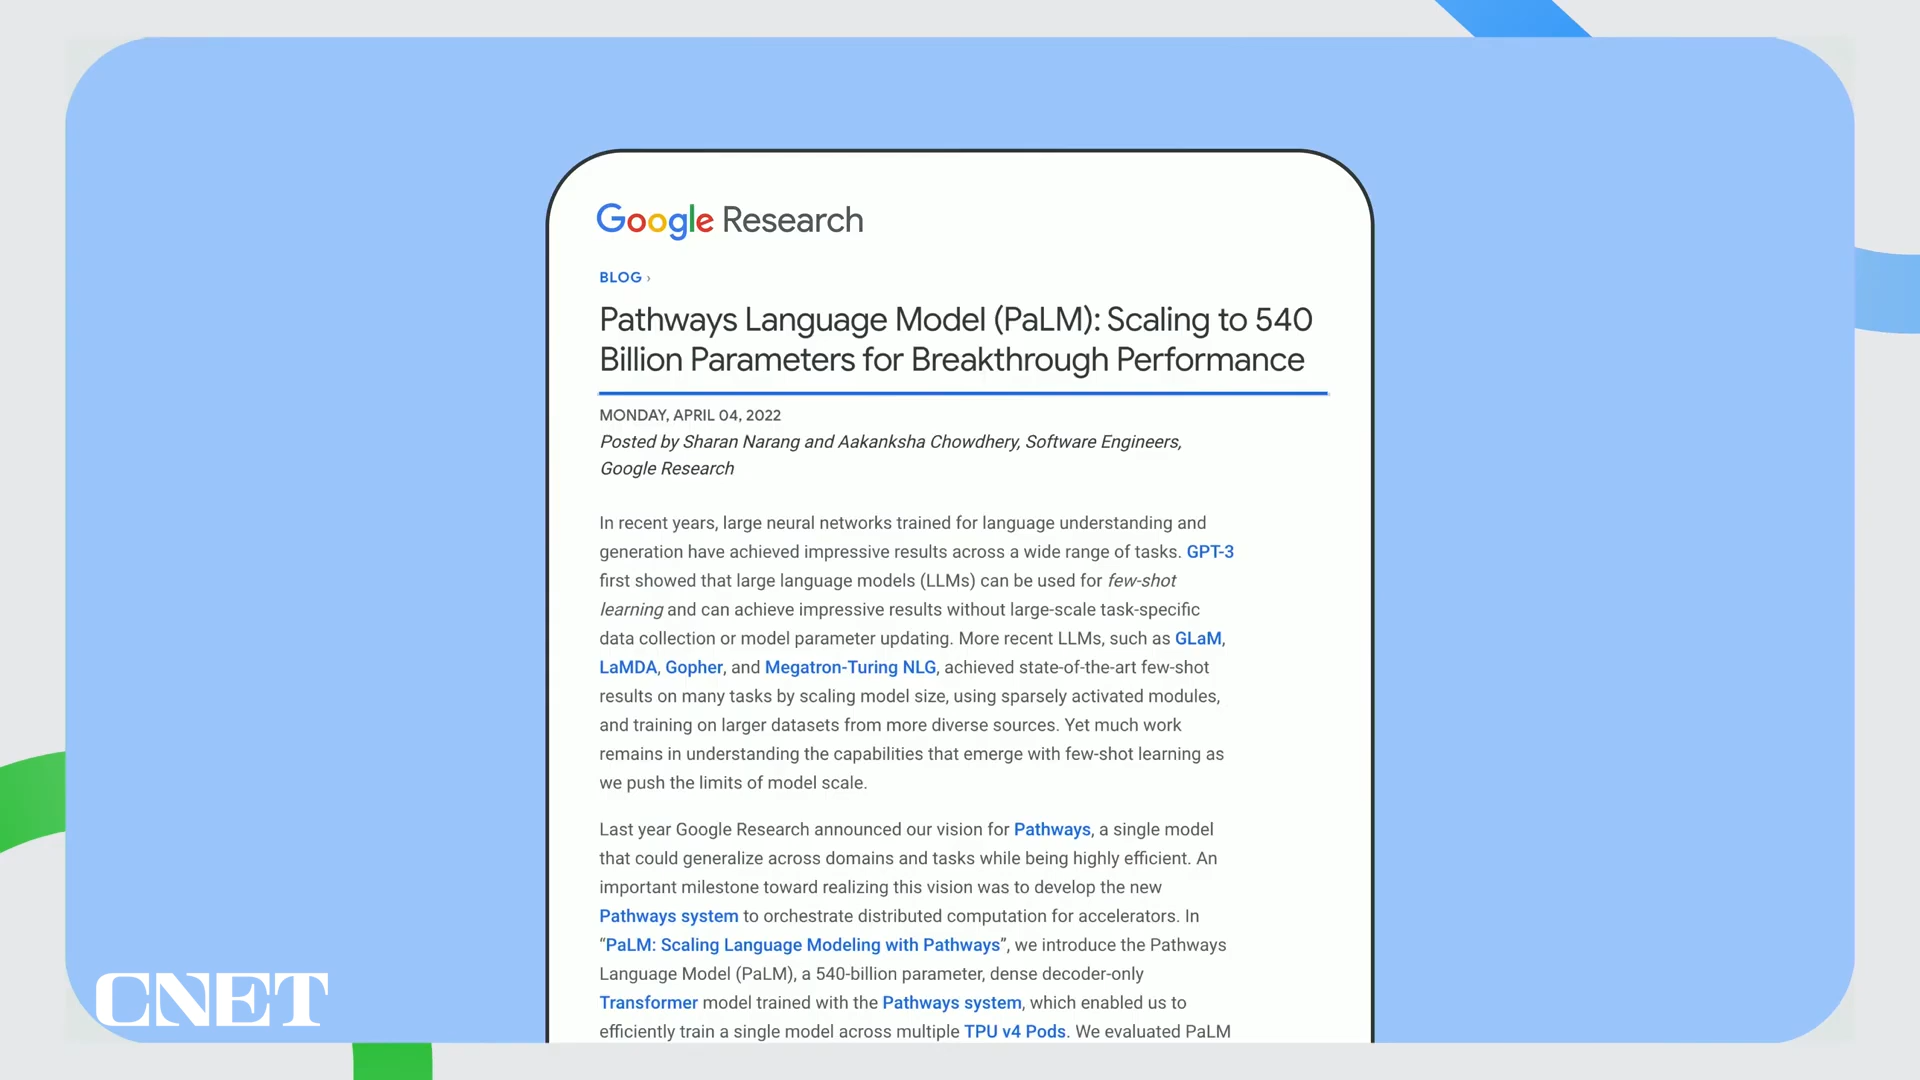 Google Research
BLOG ›
Pathways Language Model (PaLM): Scaling to 540
Billion Parameters for Breakthrough Performance
MONDAY, APRIL 04, 2022
Posted by Sharan Narang and Aakanksha Chowdhery, Software Engineers,
Google Research
In recent years, large neural networks trained for language understanding and
generation have achieved impressive results across a wide range of tasks. GPT-3
first showed that large language models (LLMs) can be used for few-shot
learning and can achieve impressive results without large-scale task-specific
data collection or model parameter updating. More recent LLMs, such as GLaM,
LaMDA, Gopher, and Megatron-Turing NLG, achieved state-of-the-art few-shot
results on many tasks by scaling model size, using sparsely activated modules,
and training on larger datasets from more diverse sources. Yet much work
remains in understanding the capabilities that emerge with few-shot learning as
we push the limits of model scale.
Last year Google Research announced our vision for Pathways, a single model
that could generalize across domains and tasks while being highly efficient. An
important milestone toward realizing this vision was to develop the new
Pathways system to orchestrate distributed computation for accelerators. In
“PaLM: Scaling Language Modeling with Pathways”, we introduce the Pathways
Language Model (PaLM), a 540-billion parameter, dense decoder-only
Transformer model trained with the Pathways system, which enabled us to
efficiently train a single model across multiple TPU v4 Pods. We evaluated PaLM
CNET